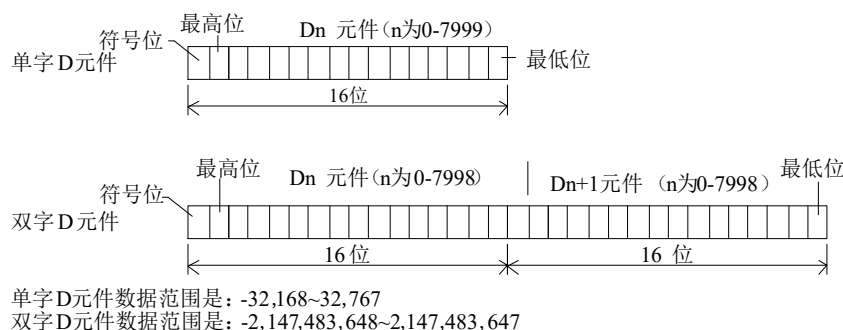 最高位
符号位
Dn 元件(n为0-7999)
单字D元件
最低位
16位
最高位
Dn 元件(n为0-7998)
Dn+1元件 (n为0-7998)
最低位
符号位
双字D元件
16位
16 位
单字D元件数据范围是：-32,168~32,767
双字D元件数据范围是：-2,147,483,648~2,147,483,647